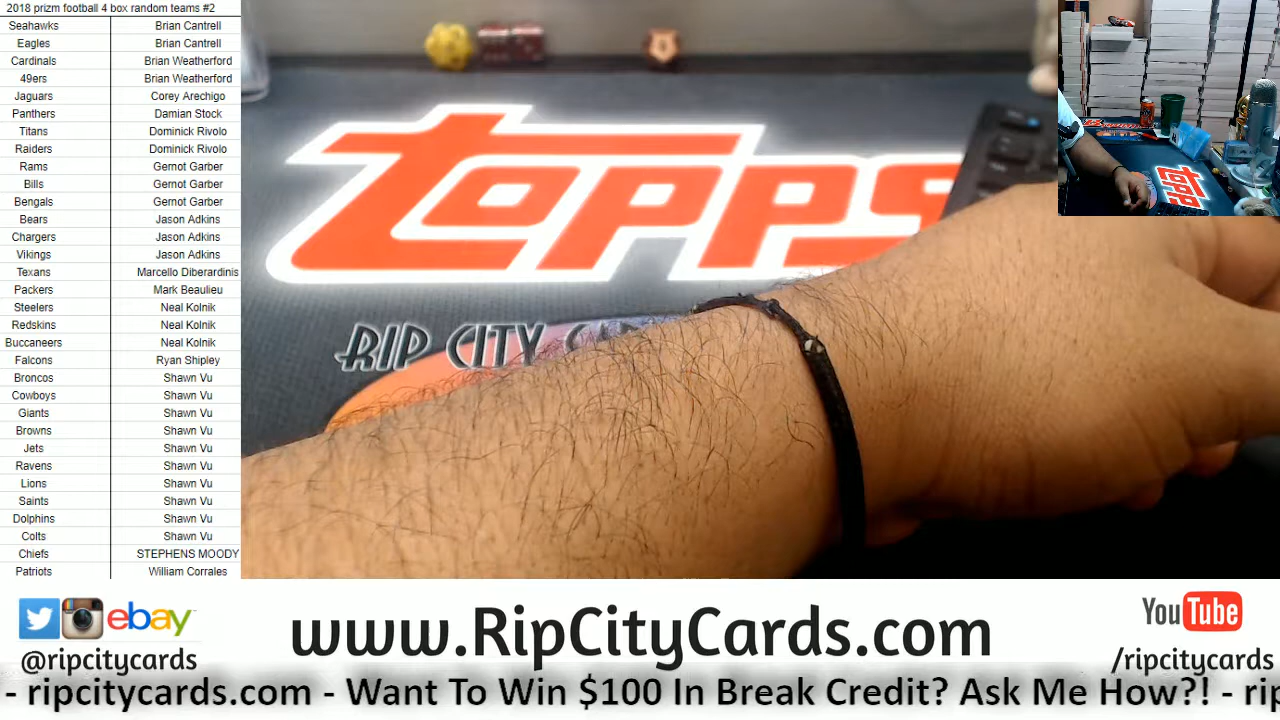 2018 prizm football 4 box random teams #2
Seahawks Brian Cantrell
Eagles Brian Cantrell
Cardinals Brian Weatherford
49ers Brian Weatherford
Jaguars Corey Arechigo
Panthers Damian Stock
Titans Dominick Rivolo
Raiders Dominick Rivolo
Rams Gernot Garber
Bills Gernot Garber
Bengals Gernot Garber
Bears Jason Adkins
Chargers Jason Adkins
Vikings Jason Adkins
Texans Marcello Diberardinis
Packers Mark Beaulieu
Steelers Neal Kolnik
Redskins Neal Kolnik
Buccaneers Neal Kolnik
Falcons Ryan Shipley
Broncos Shawn Vu
Cowboys Shawn Vu
Giants Shawn Vu
Browns Shawn Vu
Jets Shawn Vu
Ravens Shawn Vu
Lions Shawn Vu
Saints Shawn Vu
Dolphins Shawn Vu
Colts Shawn Vu
Chiefs STEPHENS MOODY
Patriots William Corrales
topps
RIP CITY
topp
ebay
@ripcitycards
www.RipCityCards.com
YouTube
/ripcitycards
- ripcitycards.com - Want To Win $100 In Break Credit? Ask Me How?! - rip